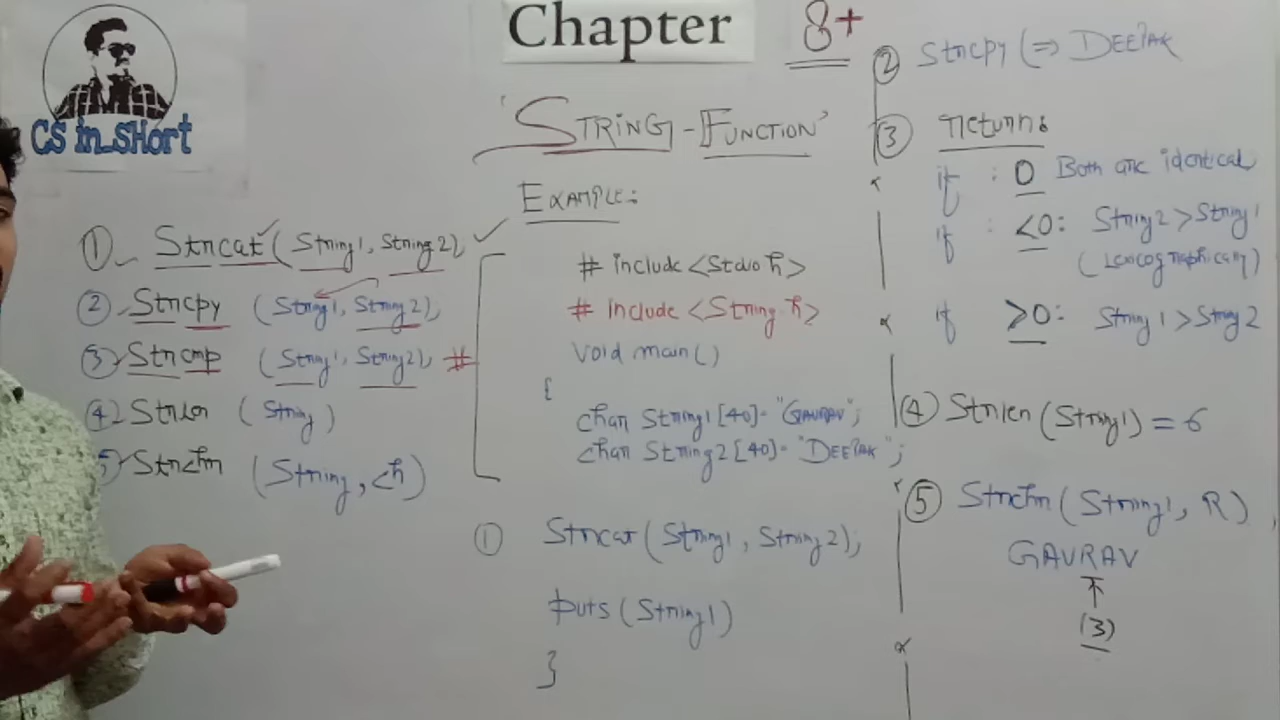 CS in_SHort
Chapter 8+
'STRING-FUNCTION'
① Strcat (String1, String2),
② Strcpy (String1, String2),
③ Strcmp (String1, String2), #
④ Strlen (String)
⑤ Strchr (String, ch)
EXAMPLE:
# include <Stdio h>
# include <String h>
void main()
{
char String1 [40]= "GAURAV";
char String2 [40]= "DEEPAK";
① Strcat (String1, String2);
puts (String1)
}
② Strcpy (=> DEEPAK
③ return:
if : 0 Both are identical
if : <0: String2 > String1
(Lexicographically)
if ≥0: String1 > String2
④ Strlen (String1) = 6
⑤ Strchr (String1, R)
GAURAV
↑
(3)